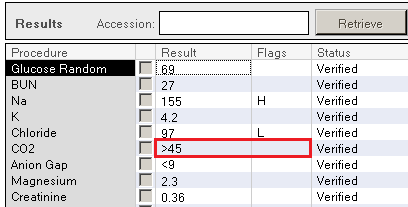 Results Accession: Retrieve
Procedure Result Flags Status
Glucose Random 69 Verified
BUN 27 Verified
Na 155 H Verified
K 4.2 Verified
Chloride 97 L Verified
CO2 >45 Verified
Anion Gap <9 Verified
Magnesium 2.3 Verified
Creatinine 0.36 Verified